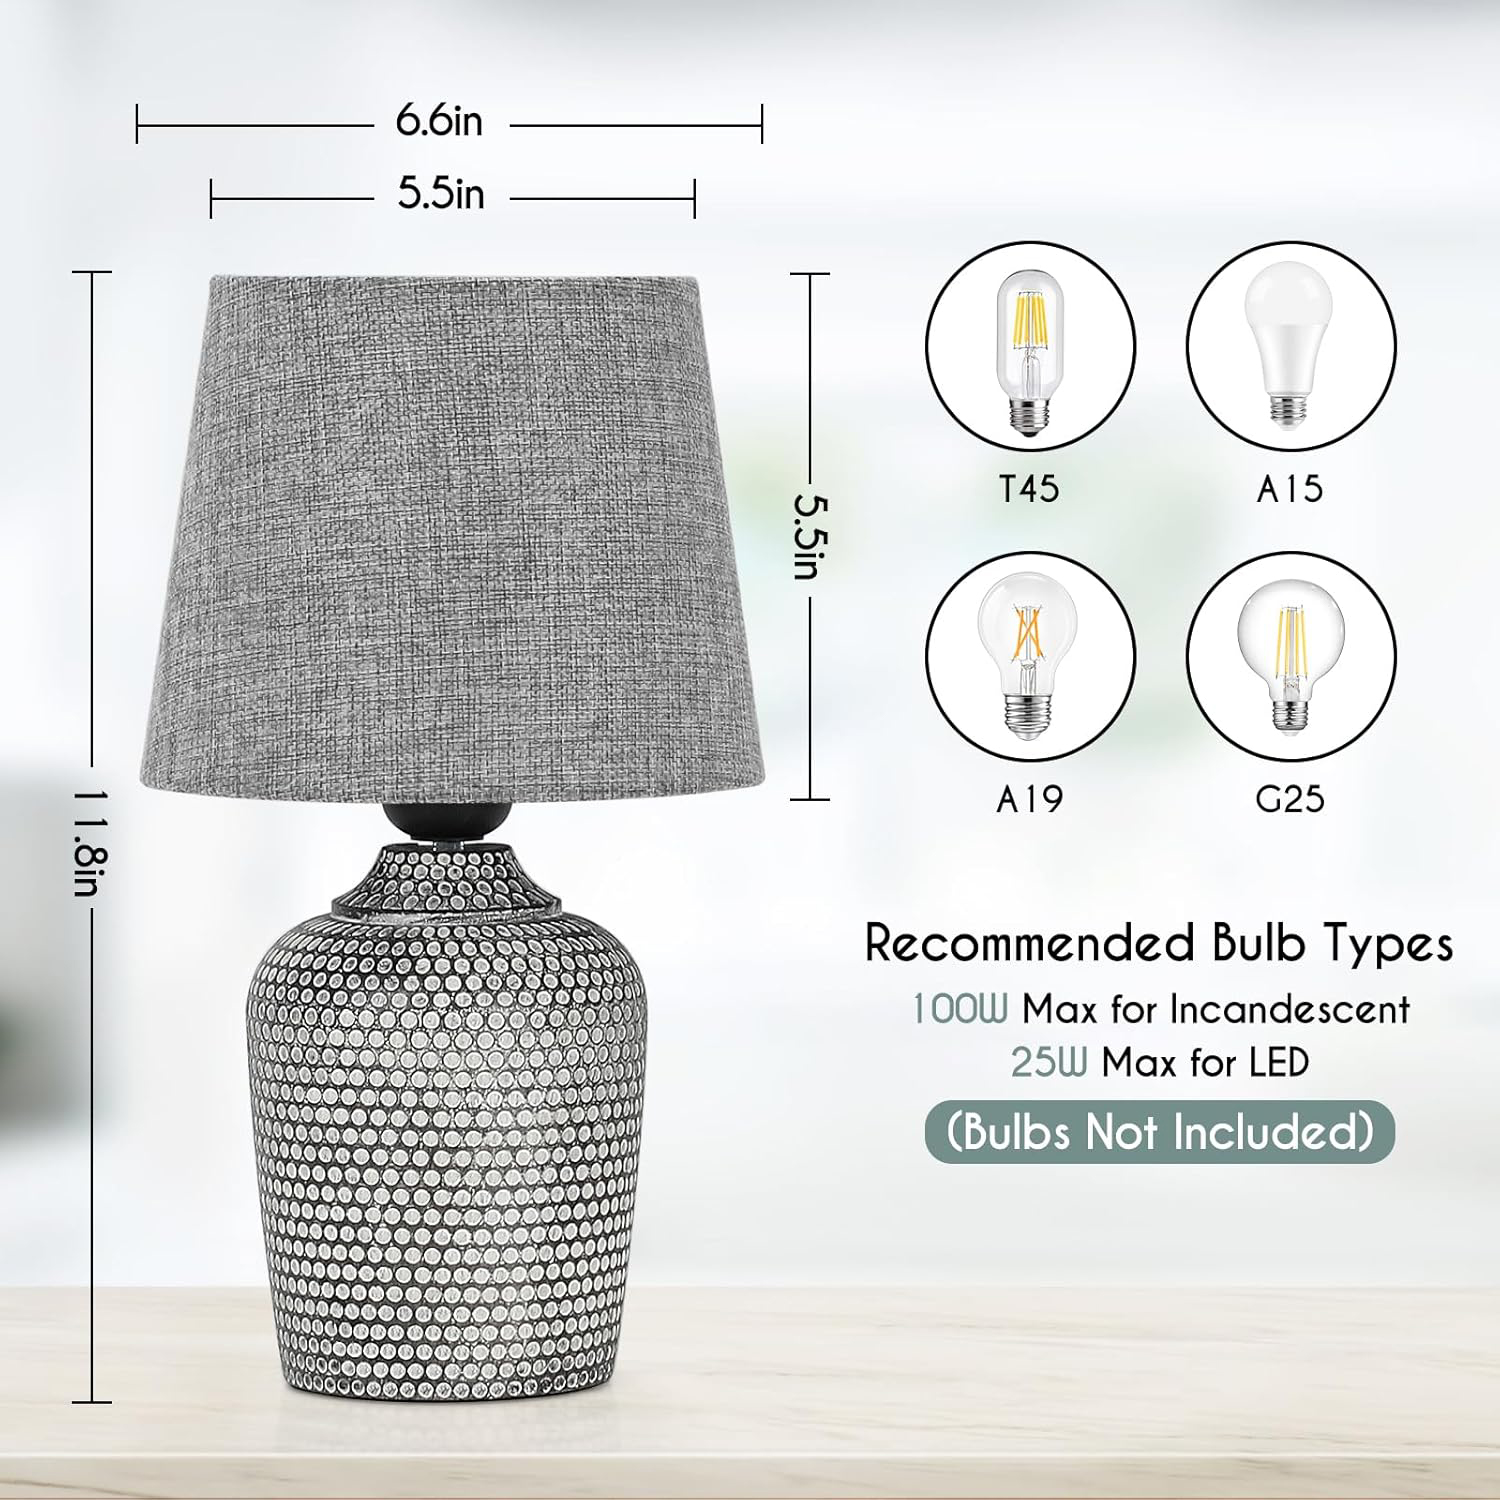 6.6in
5.5in
5.5in
11.8in
T45
A15
A19
G25
Recommended Bulb Types
100W Max for Incandescent
25W Max for LED
(Bulbs Not Included)